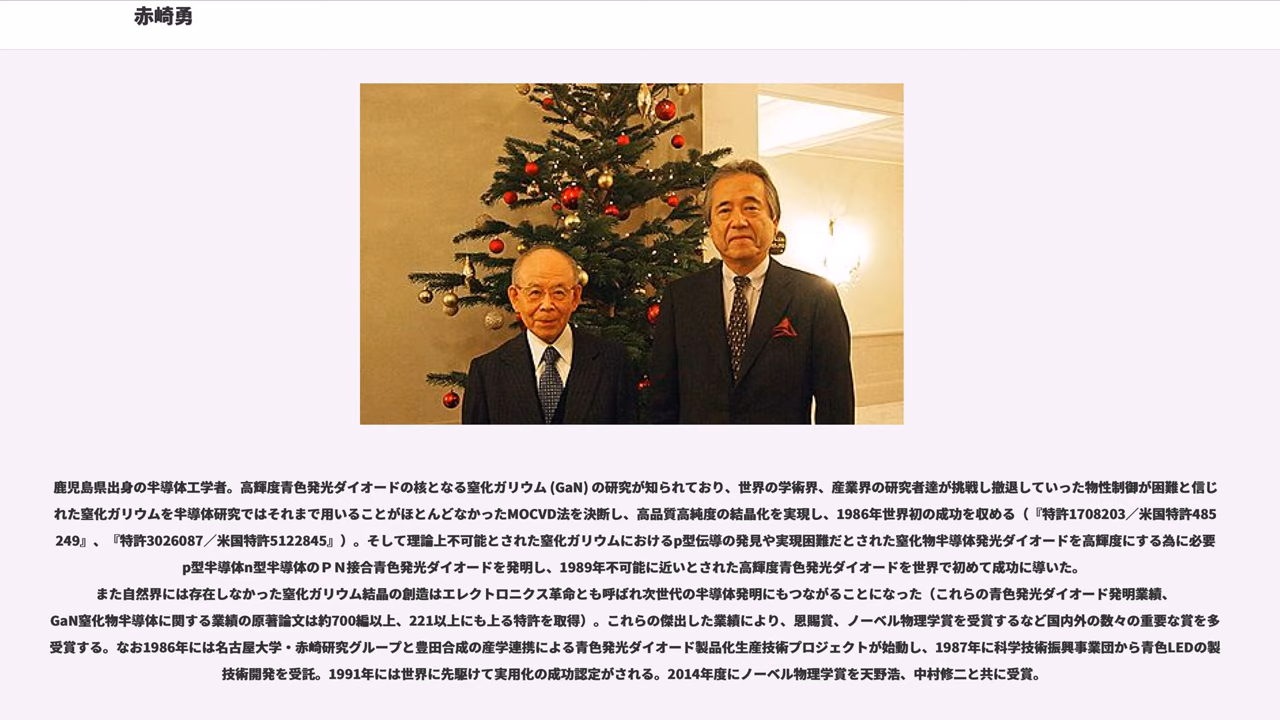 赤崎勇
鹿児島県出身の半導体工学者。高輝度青色発光ダイオードの核となる窒化ガリウム (GaN) の研究が知られており、世界の学術界、産業界の研究者達が挑戦し撤退していった物性制御が困難と信じ
れた窒化ガリウムを半導体研究ではそれまで用いることがほとんどなかったMOCVD法を決断し、高品質高純度の結晶化を実現し、1986年世界初の成功を収める（『特許1708203／米国特許485
249』、『特許3026087／米国特許5122845』）。そして理論上不可能とされた窒化ガリウムにおけるp型伝導の発見や実現困難だとされた窒化物半導体発光ダイオードを高輝度にする為に必要
p型半導体n型半導体のＰＮ接合青色発光ダイオードを発明し、1989年不可能に近いとされた高輝度青色発光ダイオードを世界で初めて成功に導いた。
また自然界には存在しなかった窒化ガリウム結晶の創造はエレクトロニクス革命とも呼ばれ次世代の半導体発明にもつながることになった（これらの青色発光ダイオード発明業績、
GaN窒化物半導体に関する業績の原著論文は約700編以上、221以上にも上る特許を取得）。これらの傑出した業績により、恩賜賞、ノーベル物理学賞を受賞するなど国内外の数々の重要な賞を多
受賞する。なお1986年には名古屋大学・赤崎研究グループと豊田合成の産学連携による青色発光ダイオード製品化生産技術プロジェクトが始動し、1987年に科学技術振興事業団から青色LEDの製
技術開発を受託。1991年には世界に先駆けて実用化の成功認定がされる。2014年度にノーベル物理学賞を天野浩、中村修二と共に受賞。